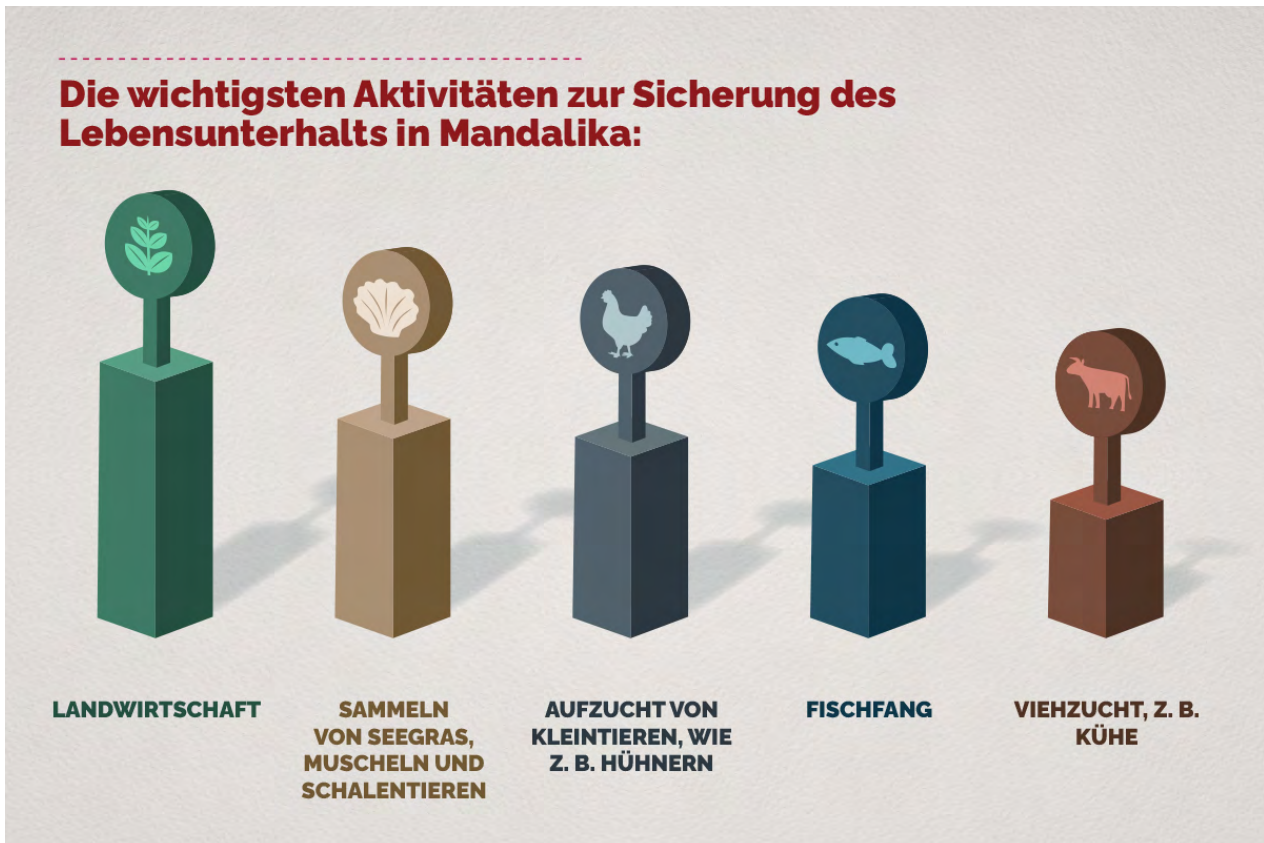 Die wichtigsten Aktivitäten zur Sicherung des
Lebensunterhalts in Mandalika:
LANDWIRTSCHAFT
SAMMELN
VON SEEGRAS,
MUSCHELN UND
SCHALENTIEREN
AUFZUCHT VON
KLEINTIEREN, WIE
Z. B. HÜHNERN
FISCHFANG
VIEHZUCHT, Z. B.
KÜHE